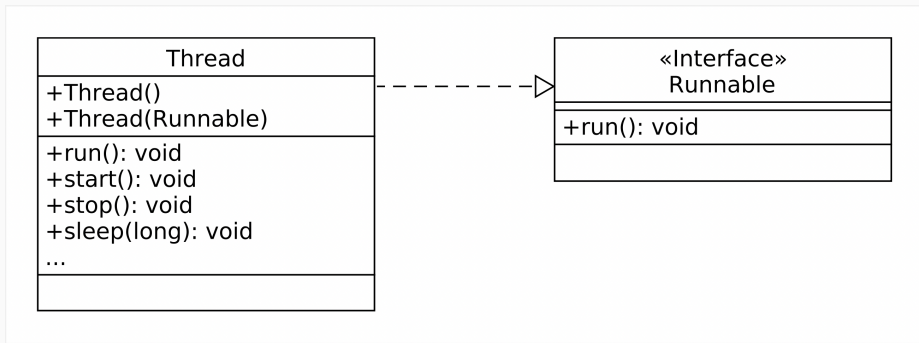 Thread
+Thread()
+Thread(Runnable)
+run(): void
+start(): void
+stop(): void
+sleep(long): void
...
«Interface»
Runnable
+run(): void